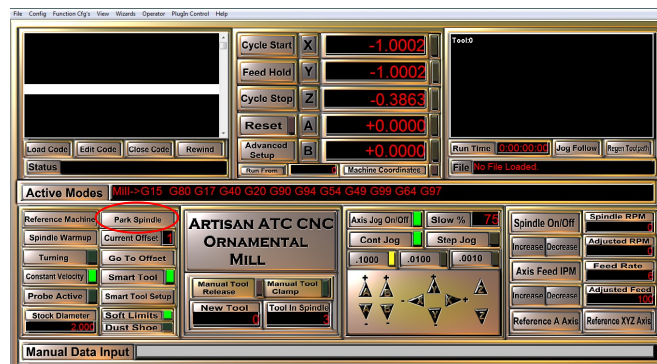 File Config Function Cfg's View Wizards Operator PlugIn Control Help
Cycle Start X -1.0002
Feed Hold Y -1.0002
Cycle Stop Z -0.3863
Reset A +0.0000
Advanced Setup B +0.0000
Run From 0 Machine Coordinates
Tool:0
Load Code Edit Code Close Code Rewind
Run Time 0:00:00:00 Jog Follow Regen Toolpath
Status
File No File Loaded.
Active Modes Mill->G15 G80 G17 G40 G20 G90 G94 G54 G49 G99 G64 G97
Reference Machine Park Spindle
Spindle Warmup Current Offset 1
Turning Go To Offset
Constant Velocity Smart Tool
Probe Active Smart Tool Setup
Stock Diameter 2.000 Soft Limits
Dust Shoe
ARTISAN ATC CNC
ORNAMENTAL
MILL
Manual Tool Release Manual Tool Clamp
New Tool 0 Tool In Spindle 3
Axis Jog On/Off Slow % 75
Cont Jog Step Jog
.1000 .0100 .0010
+ + + +
- +
- - - -
Spindle On/Off Spindle RPM 0
Increase Decrease Adjusted RPM 0
Axis Feed IPM Feed Rate 6
Increase Decrease Adjusted Feed 100
Reference A Axis Reference XYZ Axis
Manual Data Input